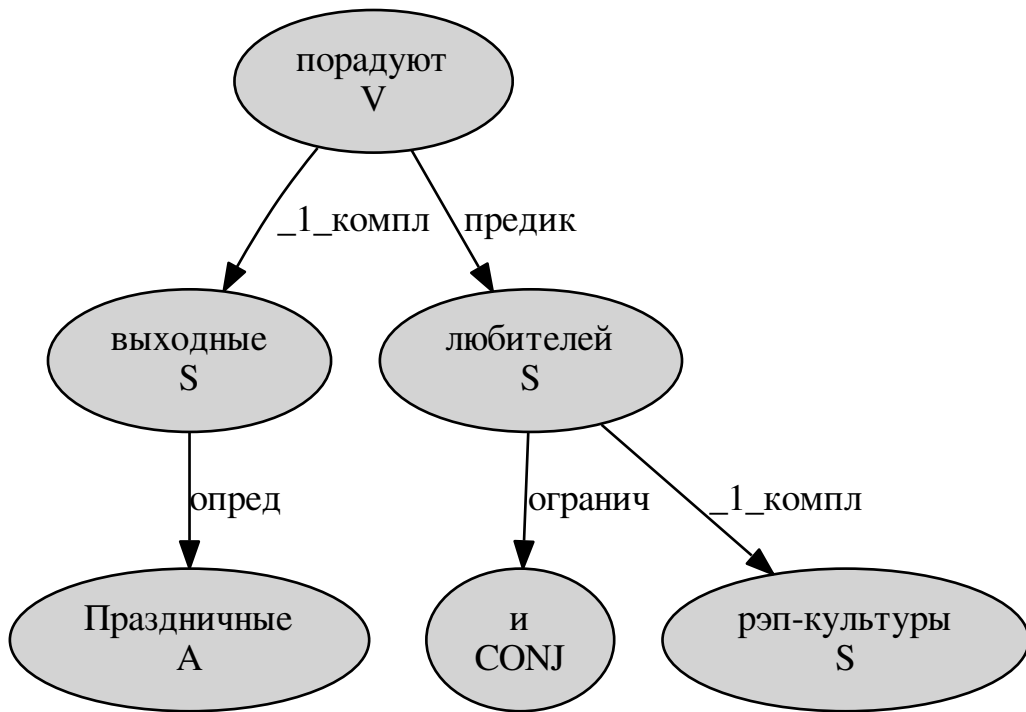 порадуют
V
_1_компл
предик
выходные
S
любителей
S
опред
огранич
_1_компл
Праздничные
A
и
CONJ
рэп-культуры
S